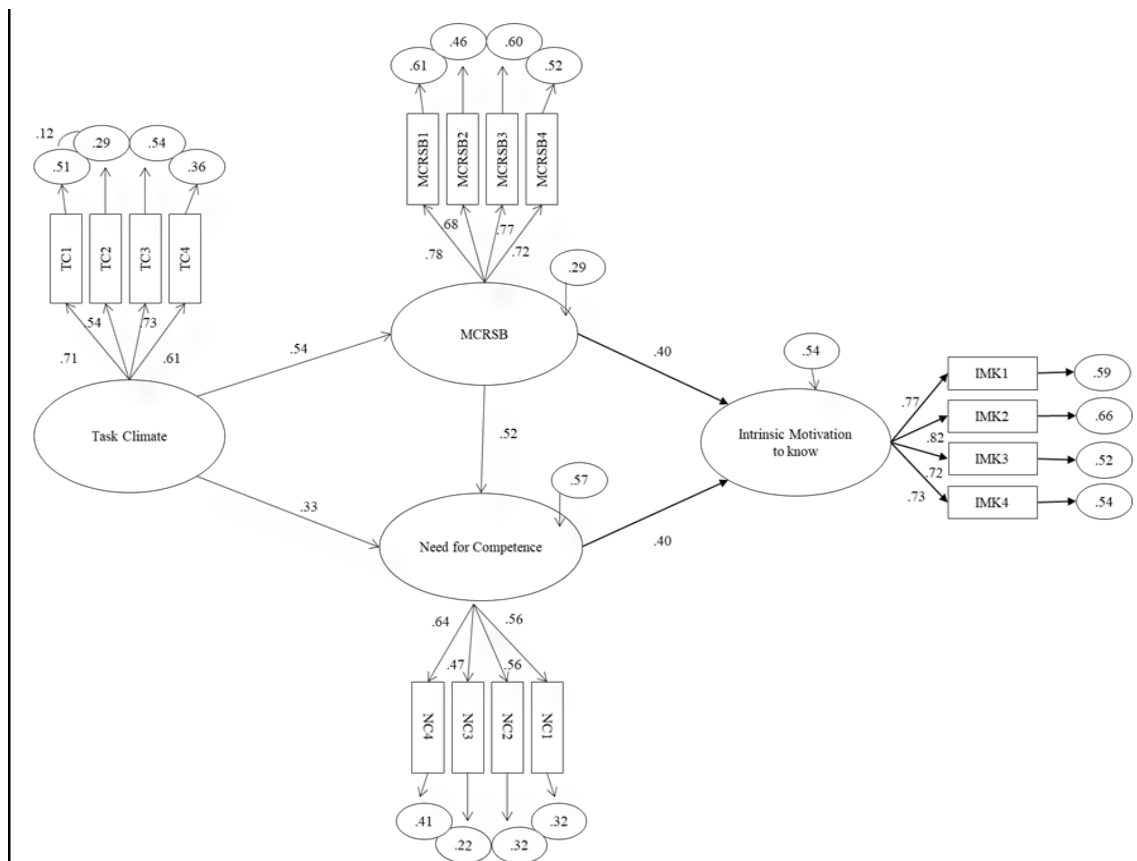 .61
.46
.60
.52
.12
.51
.29
.54
.36
MCRSB1
MCRSB2
MCRSB3
MCRSB4
TC1
TC2
TC3
TC4
.78
.68
.77
.72
.29
.71
.54
.73
.61
MCRSB
.54
.40
.54
Task Climate
.52
Intrinsic Motivation
to know
.77
.82
.72
.73
IMK1
.59
IMK2
.66
IMK3
.52
IMK4
.54
.33
.57
Need for Competence
.40
.64
.47
.56
.56
NC4
NC3
NC2
NC1
.41
.22
.32
.32